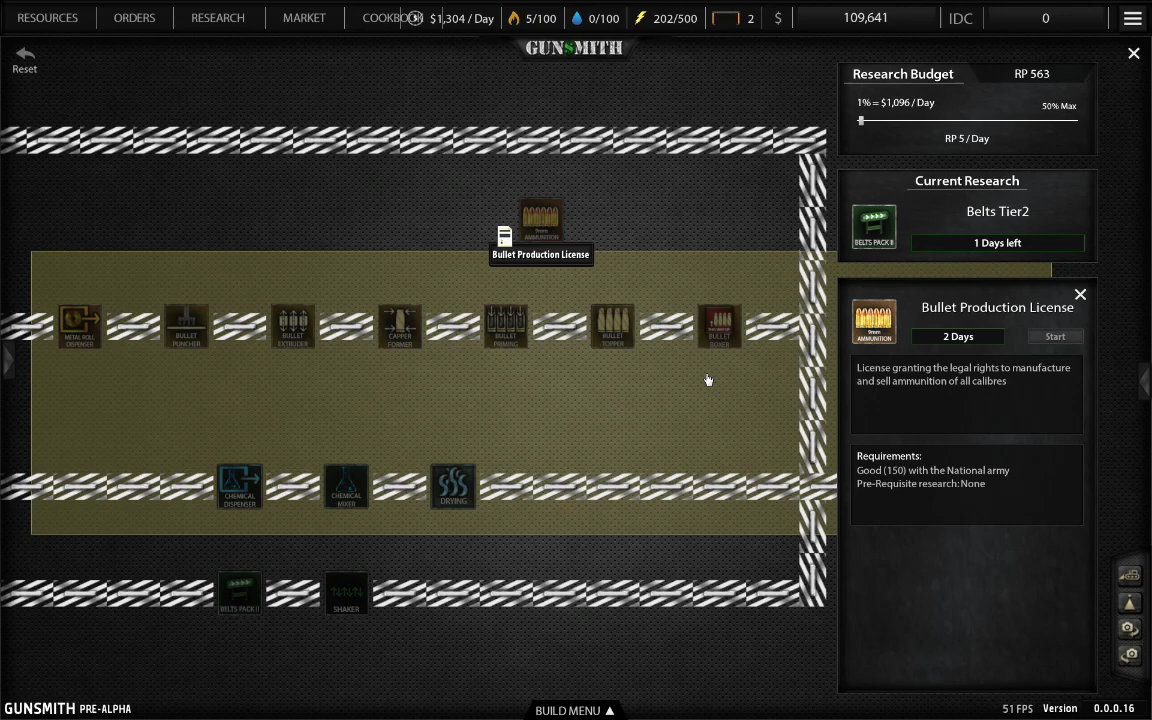 RESOURCES
ORDERS
RESEARCH
MARKET
COOKBOOK
$1,304 / Day
5/100
0/100
202/500
2
$
109,641
IDC
0
GUN$MITH
Reset
Research Budget
RP 563
1% = $1,096 / Day
50% Max
RP 5 / Day
Current Research
Belts Tier2
BELTS PACK II
1 Days left
9mm
AMMUNITION
Bullet Production License
METAL ROLL
DISPENSER
BULLET
PUNCHER
BULLET
EXTRUDER
CAPPER
FORMER
BULLET
PRIMING
BULLET
TOPPER
BULLET
BOXER
Bullet Production License
9mm
AMMUNITION
2 Days
Start
License granting the legal rights to manufacture
and sell ammunition of all calibres
Requirements:
Good (150) with the National army
Pre-Requisite research: None
CHEMICAL
DISPENSER
CHEMICAL
MIXER
DRYING
BELTS PACK II
SHAKER
GUNSMITH PRE-ALPHA
BUILD MENU
51 FPS
Version
0.0.0.16